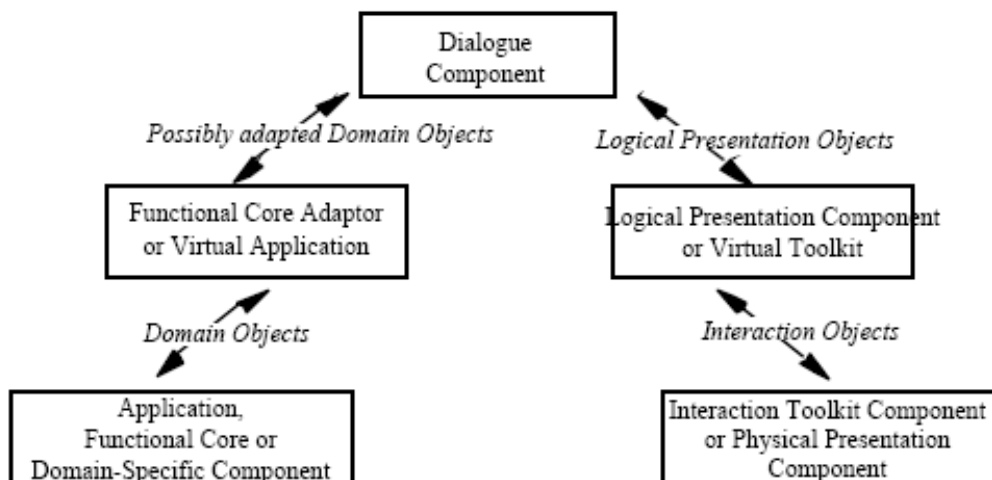 Dialogue
Component
Possibly adapted Domain Objects
Logical Presentation Objects
Functional Core Adaptor
or Virtual Application
Logical Presentation Component
or Virtual Toolkit
Domain Objects
Interaction Objects
Application,
Functional Core or
Domain-Specific Component
Interaction Toolkit Component
or Physical Presentation
Component